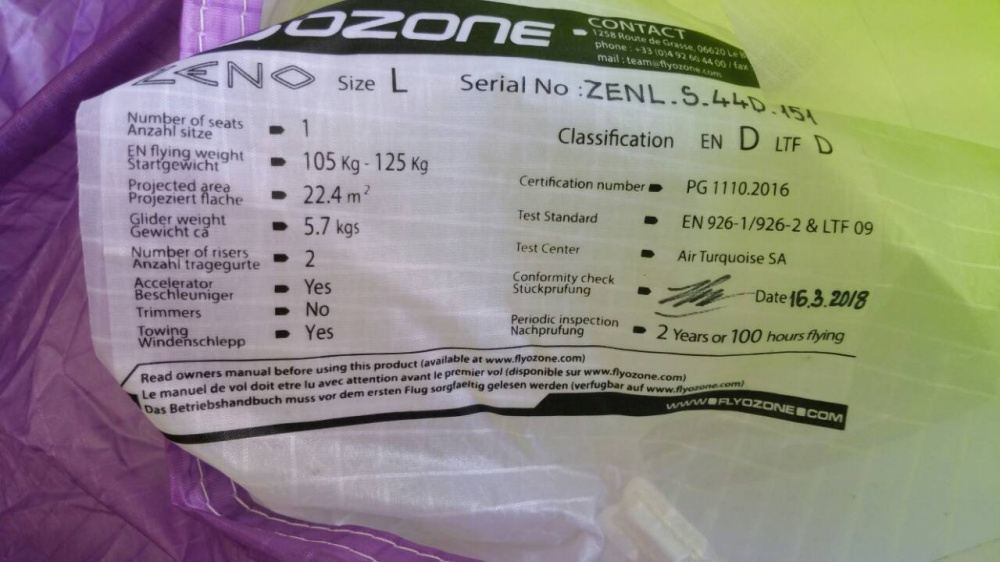 OZONE
CONTACT
1258 Route de Grasse, 06620 Le
phone : +33 (0)4 92 60 44 00 / fax
mail : team@flyozone.com
ZENO Size L Serial No : ZENL.S.44D.151
Number of seats
Anzahl sitze 1
EN flying weight
Startgewicht 105 Kg - 125 Kg
Projected area
Projeziert flache 22.4 m²
Glider weight
Gewicht ca 5.7 kgs
Number of risers
Anzahl tragegurte 2
Accelerator
Beschleuniger Yes
Trimmers No
Towing
Windenschlepp Yes
Classification EN D LTF D
Certification number PG 1110.2016
Test Standard EN 926-1/926-2 & LTF 09
Test Center Air Turquoise SA
Conformity check
Stückprufung Date 16.3.2018
Periodic inspection
Nachprufung 2 Years or 100 hours flying
Read owners manual before using this product (available at www.flyozone.com)
Le manuel de vol doit etre lu avec attention avant le premier vol (disponible sur www.flyozone.com)
Das Betriebshandbuch muss vor dem ersten Flug sorgfaeltig gelesen werden (verfugbar auf www.flyozone.com)
WWW.FLYOZONE.COM